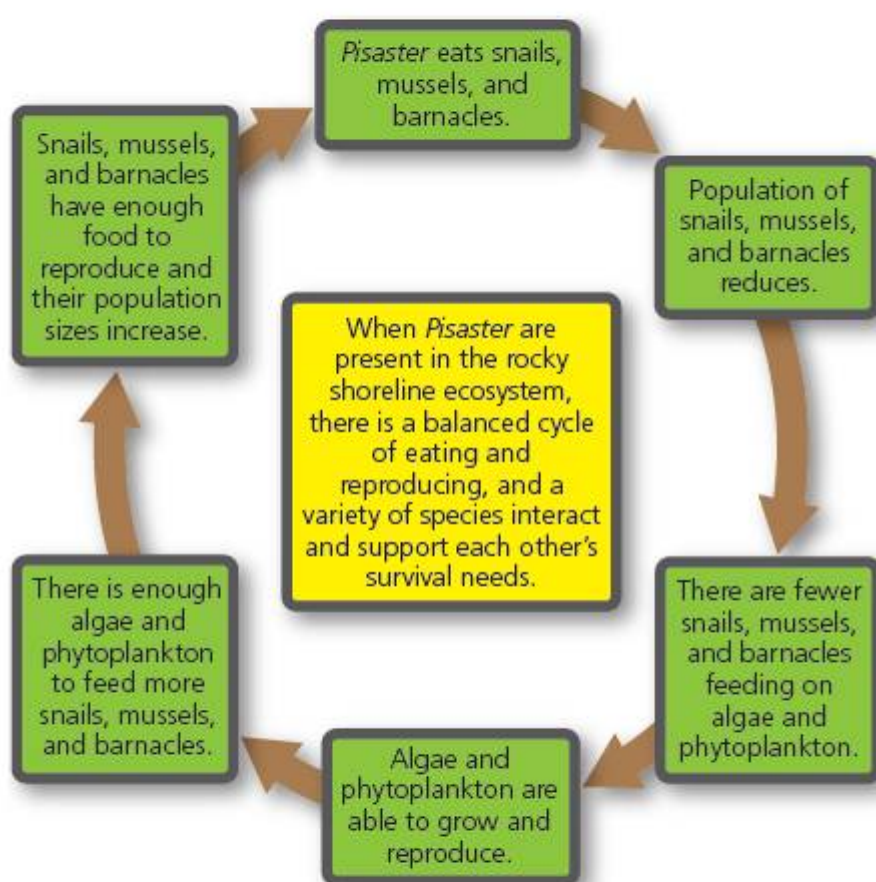 Pisaster eats snails,
mussels, and
barnacles.
Population of
snails, mussels,
and barnacles
reduces.
There are fewer
snails, mussels,
and barnacles
feeding on
algae and
phytoplankton.
Algae and
phytoplankton are
able to grow and
reproduce.
There is enough
algae and
phytoplankton
to feed more
snails, mussels,
and barnacles.
Snails, mussels,
and barnacles
have enough
food to
reproduce and
their population
sizes increase.
When Pisaster are
present in the rocky
shoreline ecosystem,
there is a balanced cycle
of eating and
reproducing, and a
variety of species interact
and support each other's
survival needs.